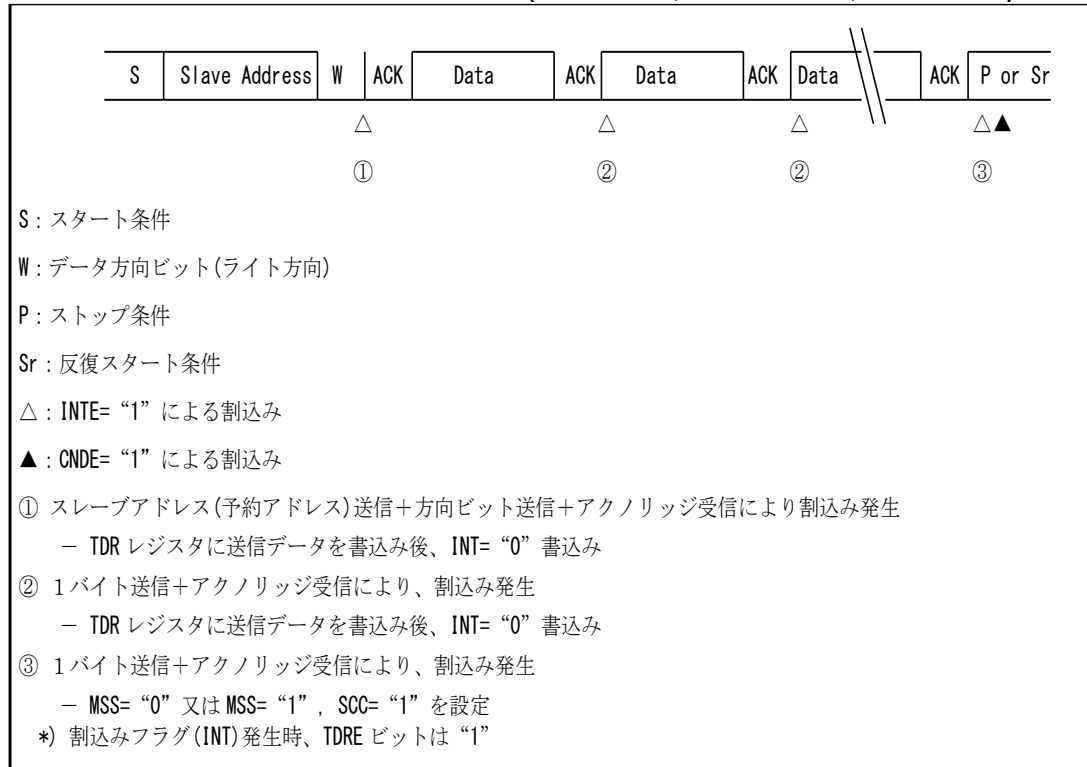 S Slave Address W ACK Data ACK Data ACK Data ACK P or Sr
△ △ △ △▲
① ② ② ③
S：スタート条件
W：データ方向ビット(ライト方向)
P：ストップ条件
Sr：反復スタート条件
△：INTE=“1”による割込み
▲：CNDE=“1”による割込み
① スレーブアドレス(予約アドレス)送信＋方向ビット送信＋アクノリッジ受信により割込み発生
－ TDRレジスタに送信データを書込み後、INT=“0”書込み
② １バイト送信＋アクノリッジ受信により、割込み発生
－ TDRレジスタに送信データを書込み後、INT=“0”書込み
③ １バイト送信＋アクノリッジ受信により、割込み発生
－ MSS=“0”又はMSS=“1”, SCC=“1”を設定
*) 割込みフラグ(INT)発生時、TDREビットは“1”